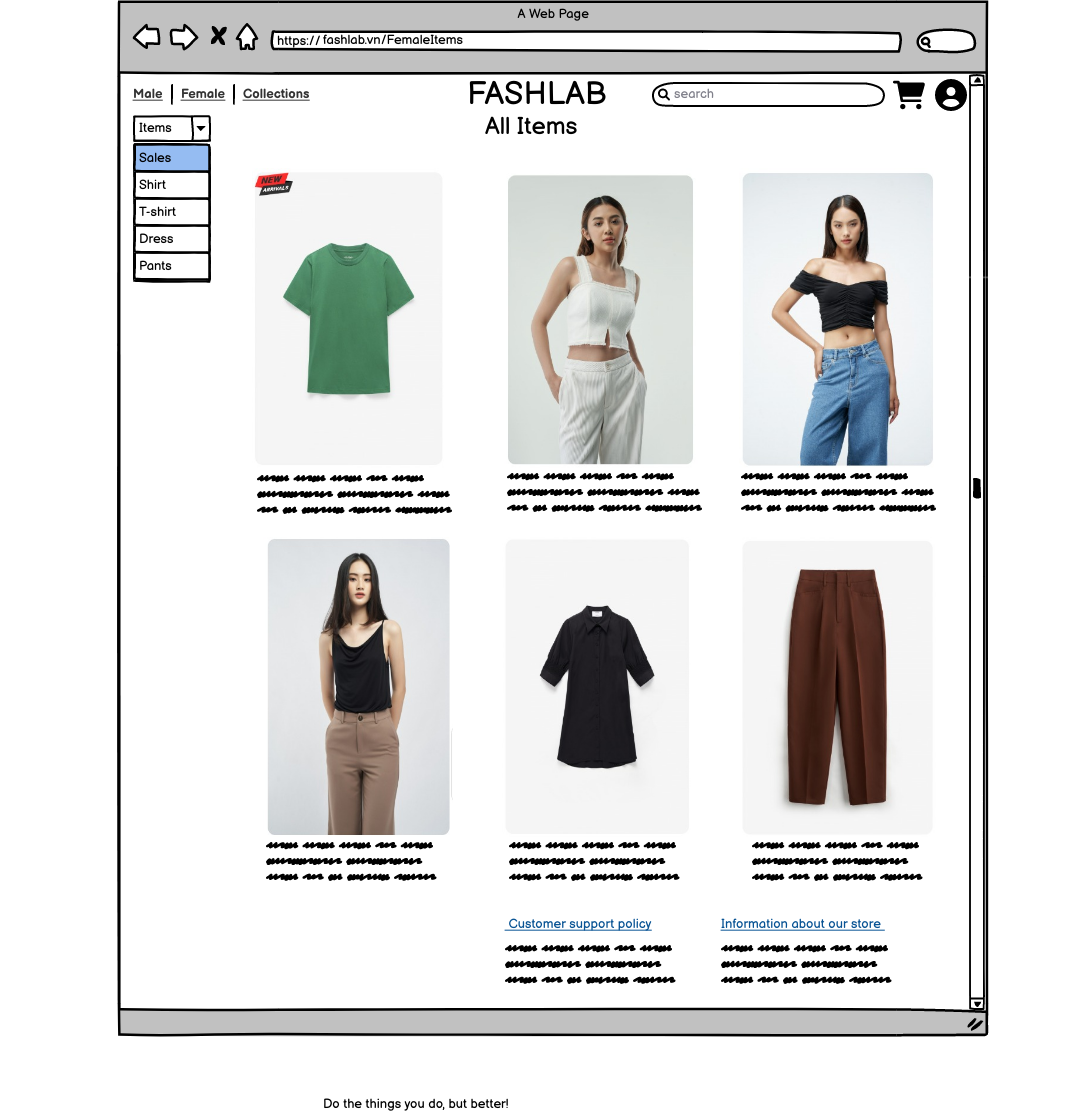 A Web Page
https:// fashlab.vn/FemaleItems
Male Female Collections
FASHLAB
search
All Items
Items
Sales
Shirt
T-shirt
Dress
Pants
NEW
ARRIVALS
Customer support policy
Information about our store
Do the things you do, but better!